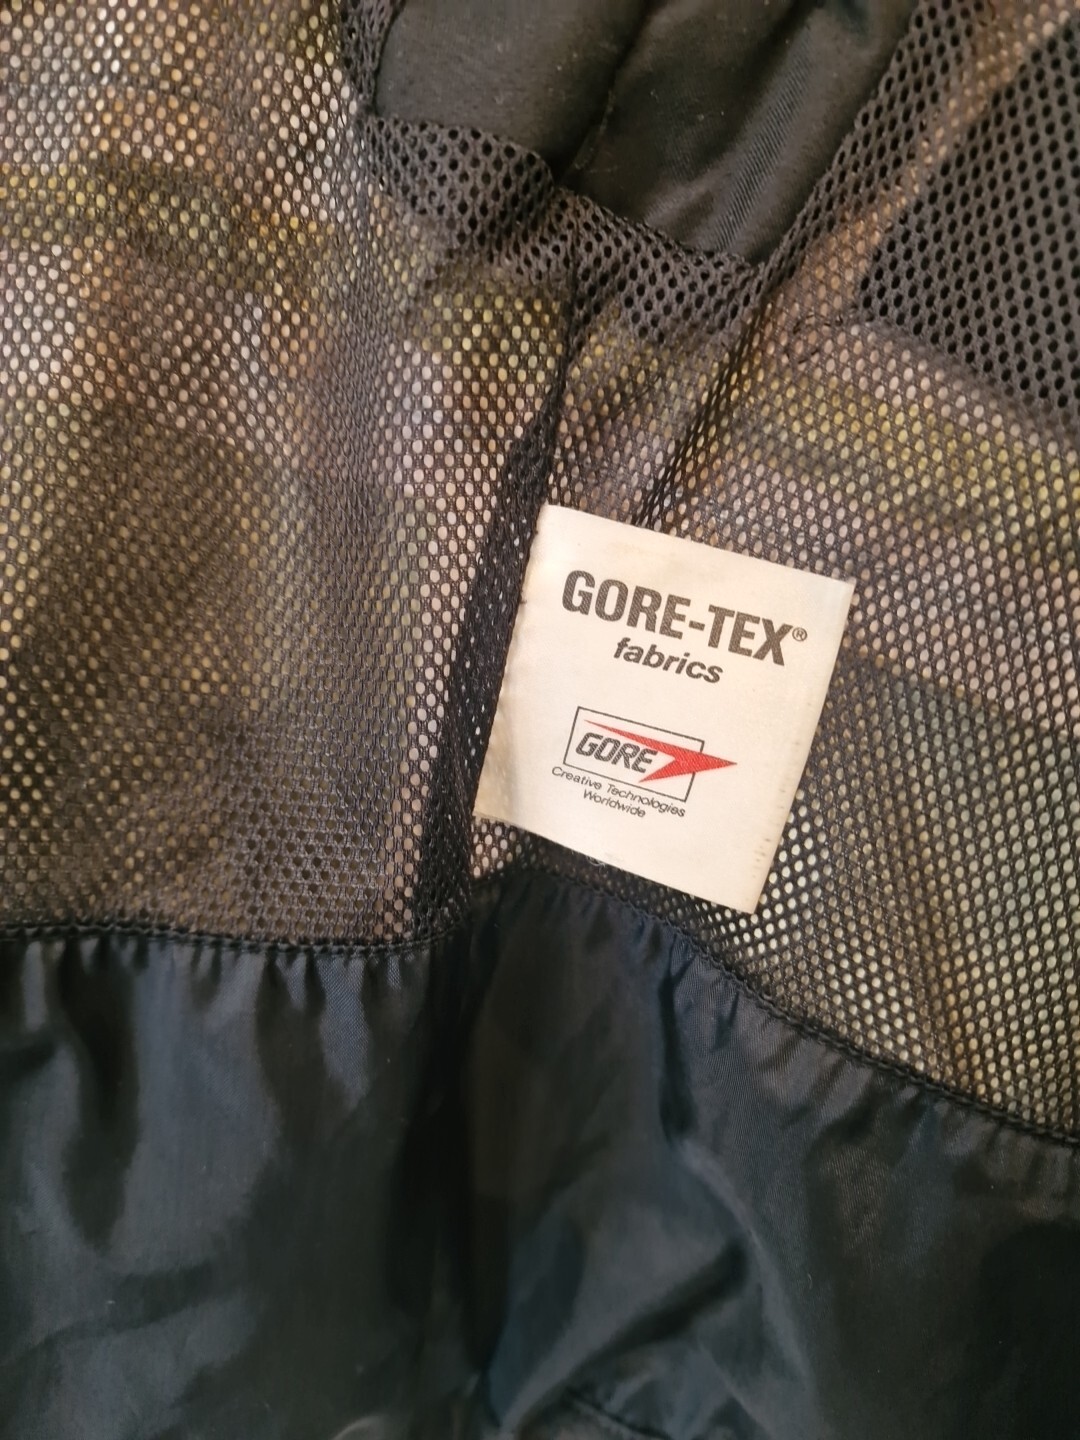 GORE-TEX®
fabrics
GORE
Creative Technologies
Worldwide